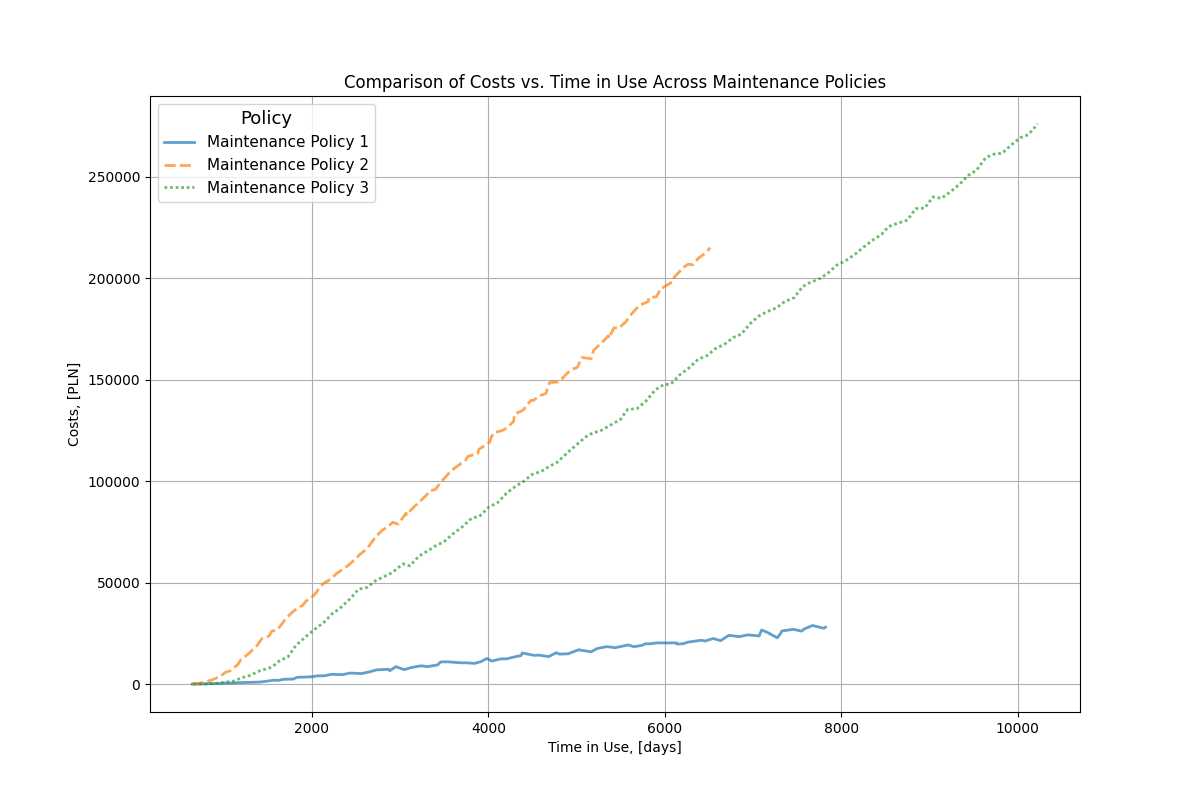 Comparison of Costs vs. Time in Use Across Maintenance Policies
Policy
Maintenance Policy 1
Maintenance Policy 2
Maintenance Policy 3
250000
200000
150000
100000
50000
0
Costs, [PLN]
2000 4000 6000 8000 10000
Time in Use, [days]